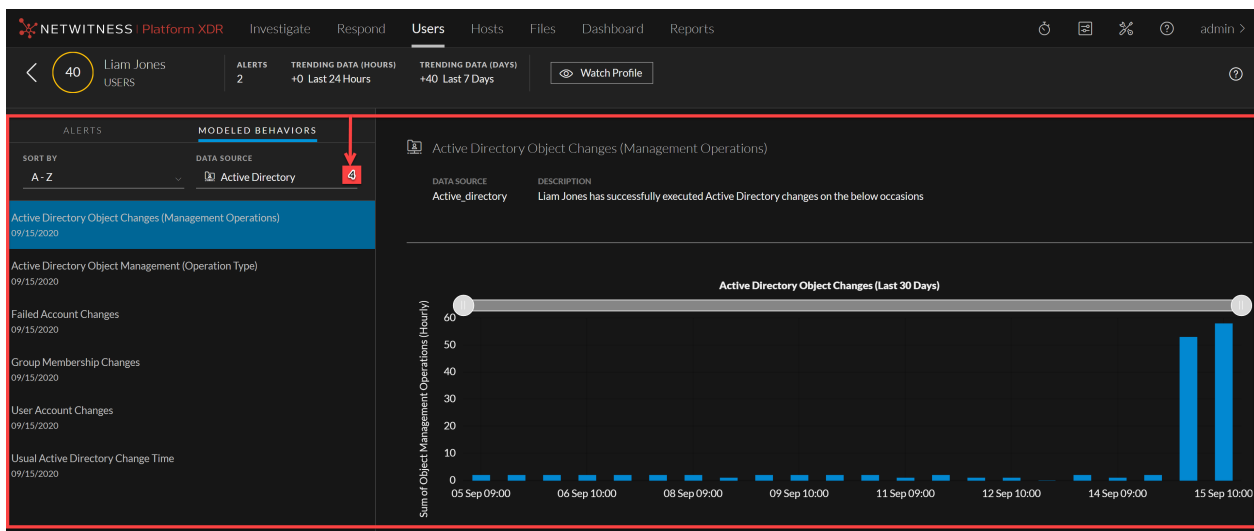 NETWITNESS | Platform XDR Investigate Respond Users Hosts Files Dashboard Reports admin >
40 Liam Jones
USERS
ALERTS
2
TRENDING DATA (HOURS)
+0 Last 24 Hours
TRENDING DATA (DAYS)
+40 Last 7 Days
Watch Profile
ALERTS MODELED BEHAVIORS
SORT BY DATA SOURCE
A - Z Active Directory 4
Active Directory Object Changes (Management Operations)
09/15/2020
Active Directory Object Management (Operation Type)
09/15/2020
Failed Account Changes
09/15/2020
Group Membership Changes
09/15/2020
User Account Changes
09/15/2020
Usual Active Directory Change Time
09/15/2020
Active Directory Object Changes (Management Operations)
DATA SOURCE DESCRIPTION
Active_directory Liam Jones has successfully executed Active Directory changes on the below occasions
Active Directory Object Changes (Last 30 Days)
Sum of Object Management Operations (Hourly)
60
50
40
30
20
10
0
05 Sep 09:00 06 Sep 10:00 08 Sep 09:00 09 Sep 10:00 11 Sep 09:00 12 Sep 10:00 14 Sep 09:00 15 Sep 10:00